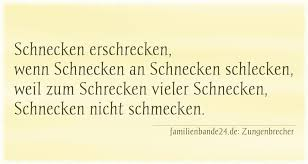 Schnecken erschrecken,
wenn Schnecken an Schnecken schlecken,
weil zum Schrecken vieler Schnecken,
Schnecken nicht schmecken.
familienbande24.de: Zungenbrecher